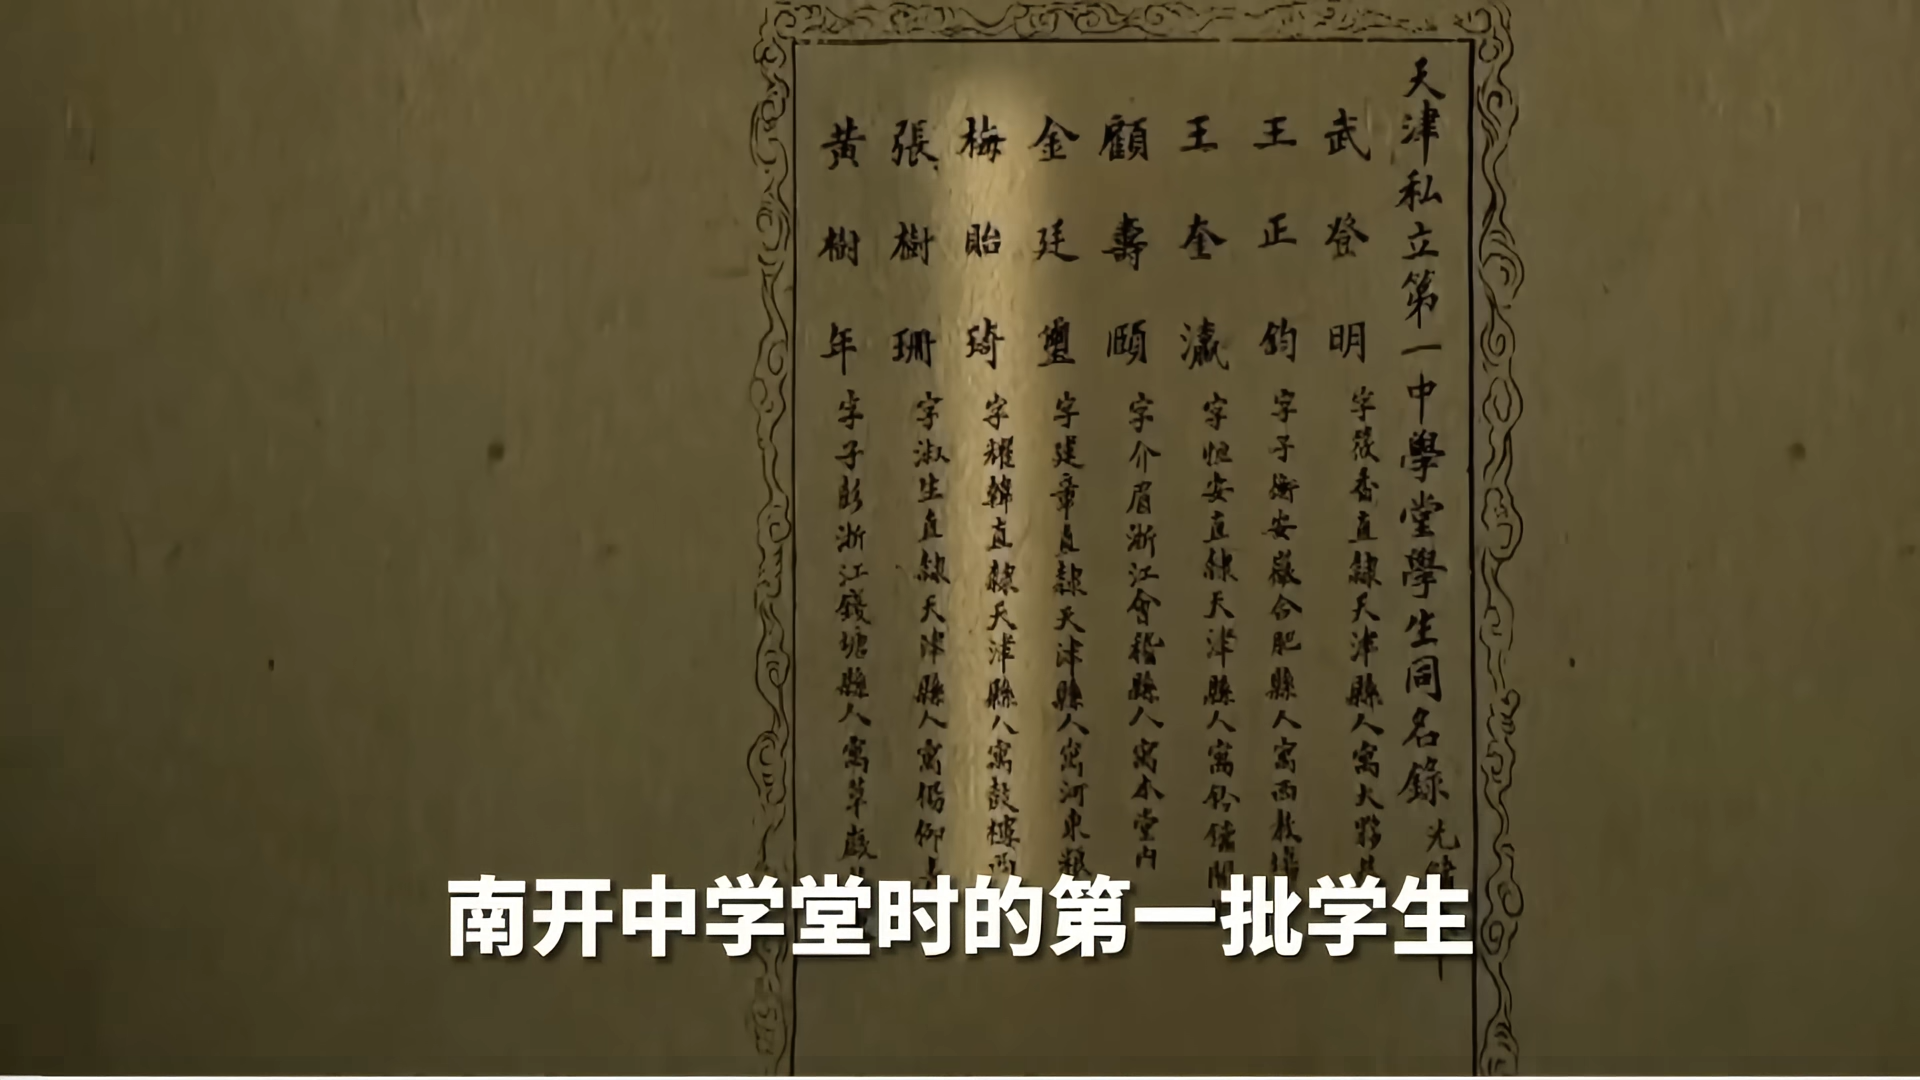 天津私立第一中學堂學生同名錄 光緒
武登明 字筱香直隸天津縣人寓大
王正鈞 字子衡安徽合肥縣人寓西
王奎瀛 字恒安直隸天津縣人寓
顧壽頤 字介眉浙江會稽縣人寓本堂內
金廷璽 字建章直隸天津縣人寓河東
梅貽琦 字耀韓直隸天津縣人寓鼓樓西
張樹珊 字淑生直隸天津縣人寓
黃樹年 字子彤浙江錢塘縣人寓草廠
南开中学堂时的第一批学生